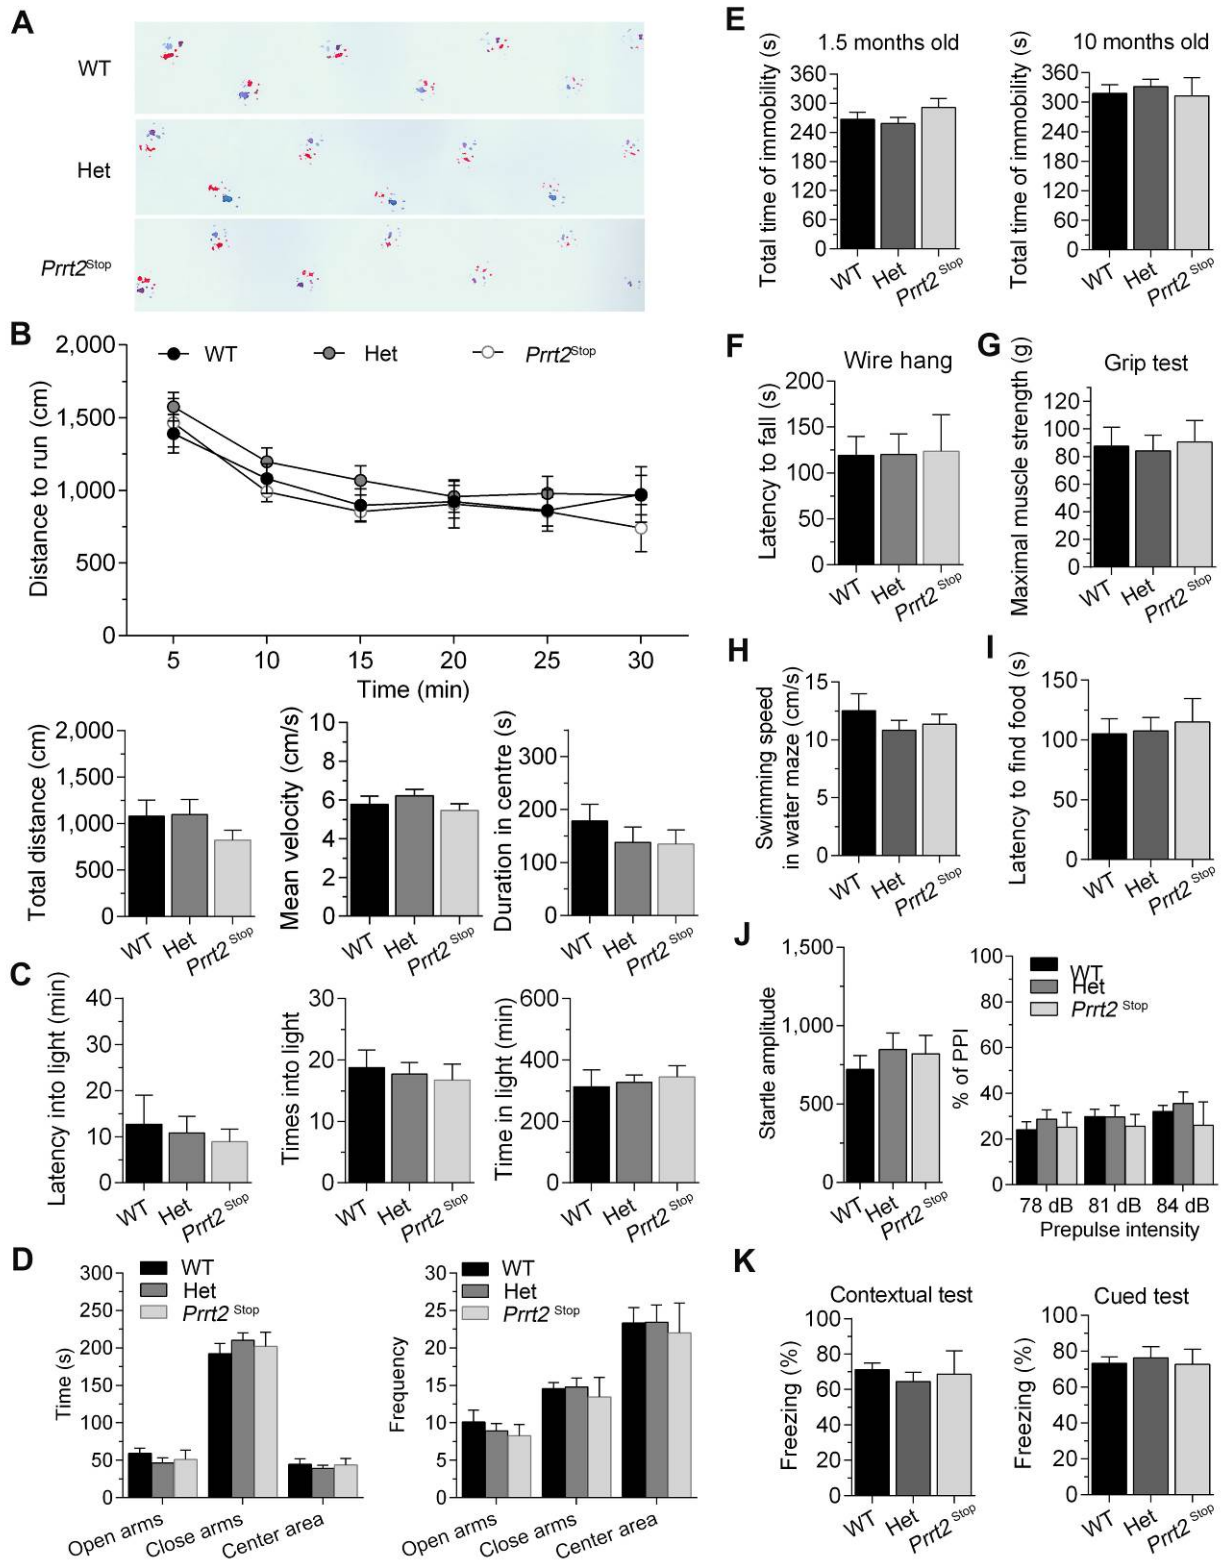 A
WT
Het
Prrt2Stop
B
WT Het Prrt2Stop
Distance to run (cm)
2,000
1,500
1,000
500
0
5 10 15 20 25 30
Time (min)
Total distance (cm)
2,000
1,500
1,000
500
0
WT Het Prrt2 Stop
Mean velocity (cm/s)
10
8
6
4
2
0
WT Het Prrt2 Stop
Duration in centre (s)
300
200
100
0
WT Het Prrt2 Stop
C
Latency into light (min)
40
30
20
10
0
WT Het Prrt2 Stop
Times into light
30
20
10
0
WT Het Prrt2 Stop
Time in light (min)
600
400
200
0
WT Het Prrt2 Stop
D
WT
Het
Prrt2 Stop
Time (s)
300
250
200
150
100
50
0
Open arms Close arms Center area
WT
Het
Prrt2 Stop
Frequency
30
25
20
15
10
5
0
Open arms Close arms Center area
E
1.5 months old
Total time of immobility (s)
360
300
240
180
120
60
0
WT Het Prrt2 Stop
10 months old
Total time of immobility (s)
360
300
240
180
120
60
0
WT Het Prrt2 Stop
F
Wire hang
Latency to fall (s)
200
150
100
50
0
WT Het Prrt2 Stop
G
Grip test
Maximal muscle strength (g)
120
100
80
60
40
20
0
WT Het Prrt2 Stop
H
Swimming speed
in water maze (cm/s)
15
10
5
0
WT Het Prrt2 Stop
I
Latency to find food (s)
150
100
50
0
WT Het Prrt2 Stop
J
Startle amplitude
1,500
1,000
500
0
WT Het Prrt2 Stop
WT
Het
Prrt2 Stop
% of PPI
100
80
60
40
20
0
78 dB 81 dB 84 dB
Prepulse intensity
K
Contextual test
Freezing (%)
100
80
60
40
20
0
WT Het Prrt2 Stop
Cued test
Freezing (%)
100
80
60
40
20
0
WT Het Prrt2 Stop